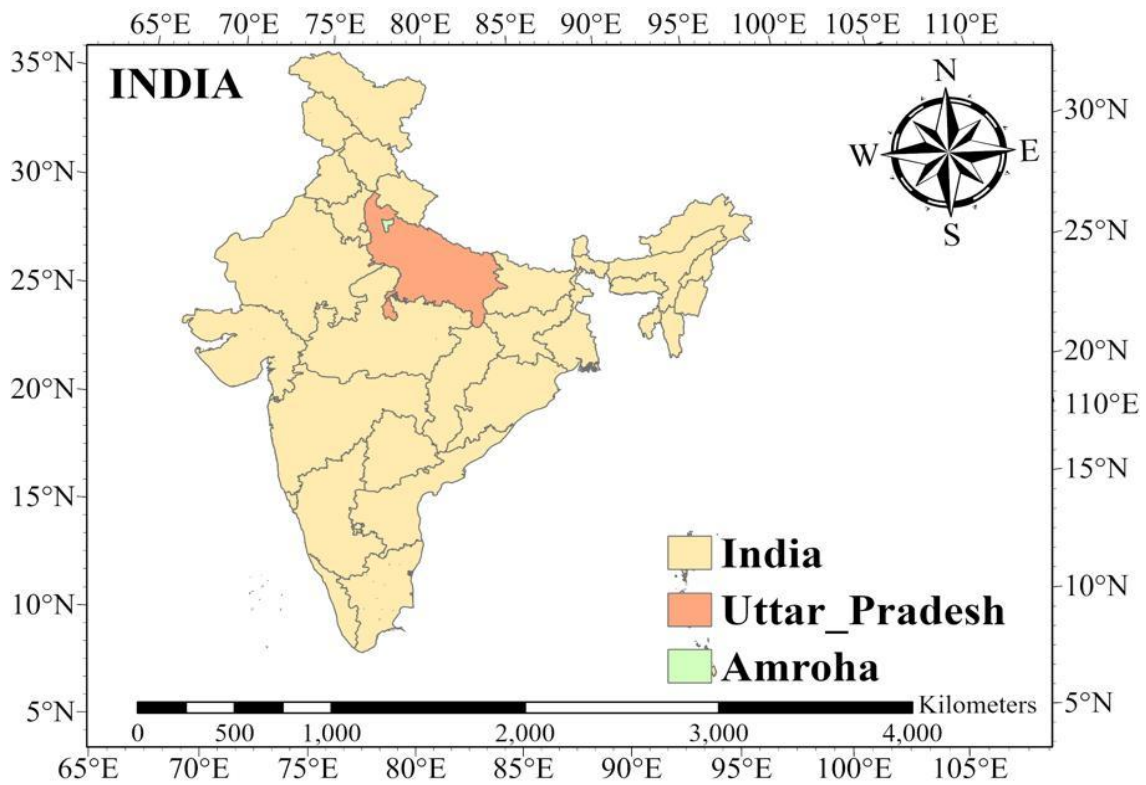 65°E 70°E 75°E 80°E 85°E 90°E 95°E 100°E 105°E 110°E
35°N
INDIA
N
30°N
W
E
30°N
S
25°N
25°N
20°N
20°N
110°E
15°N
15°N
India
10°N
10°N
Uttar_Pradesh
Amroha
5°N
Kilometers
5°N
0 500 1,000 2,000 3,000 4,000
65°E 70°E 75°E 80°E 85°E 90°E 95°E 100°E 105°E